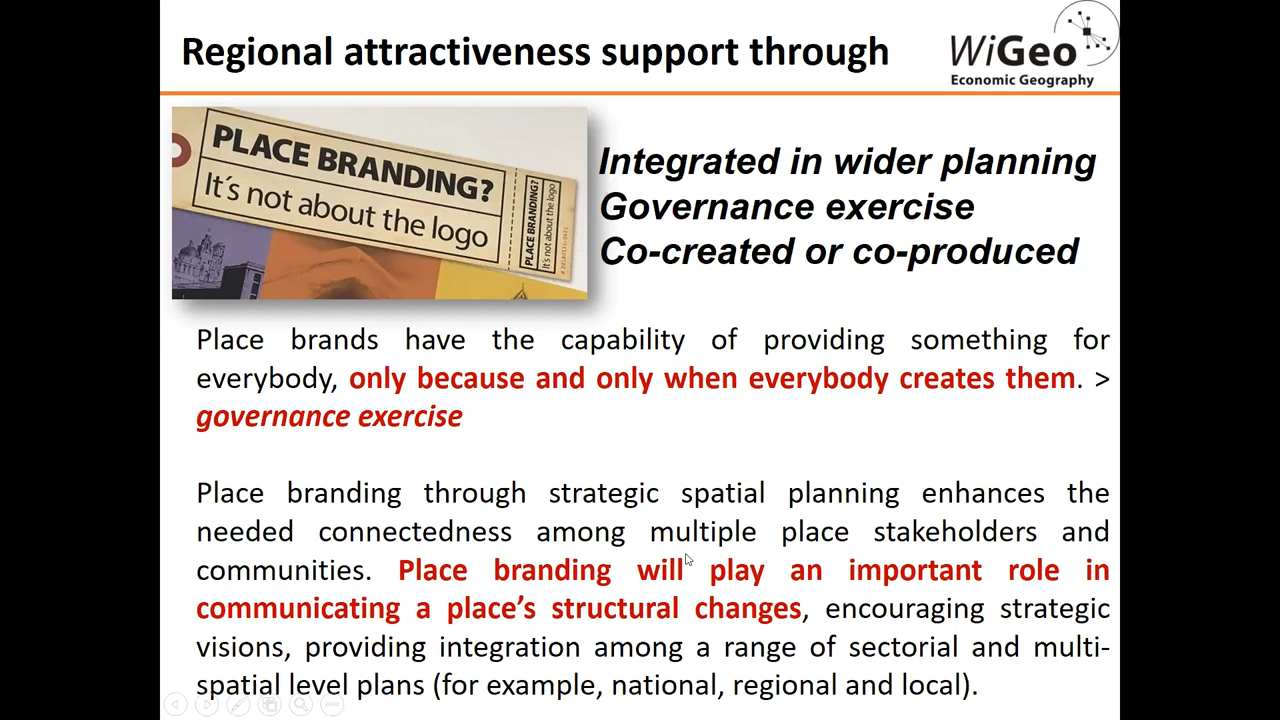 Regional attractiveness support through
WiGeo
Economic Geography
PLACE BRANDING?
It´s not about the logo
PLACE BRANDING?
It´s not about the logo
Integrated in wider planning
Governance exercise
Co-created or co-produced
Place brands have the capability of providing something for
everybody, only because and only when everybody creates them. >
governance exercise
Place branding through strategic spatial planning enhances the
needed connectedness among multiple place stakeholders and
communities. Place branding will play an important role in
communicating a place’s structural changes, encouraging strategic
visions, providing integration among a range of sectorial and multi-
spatial level plans (for example, national, regional and local).